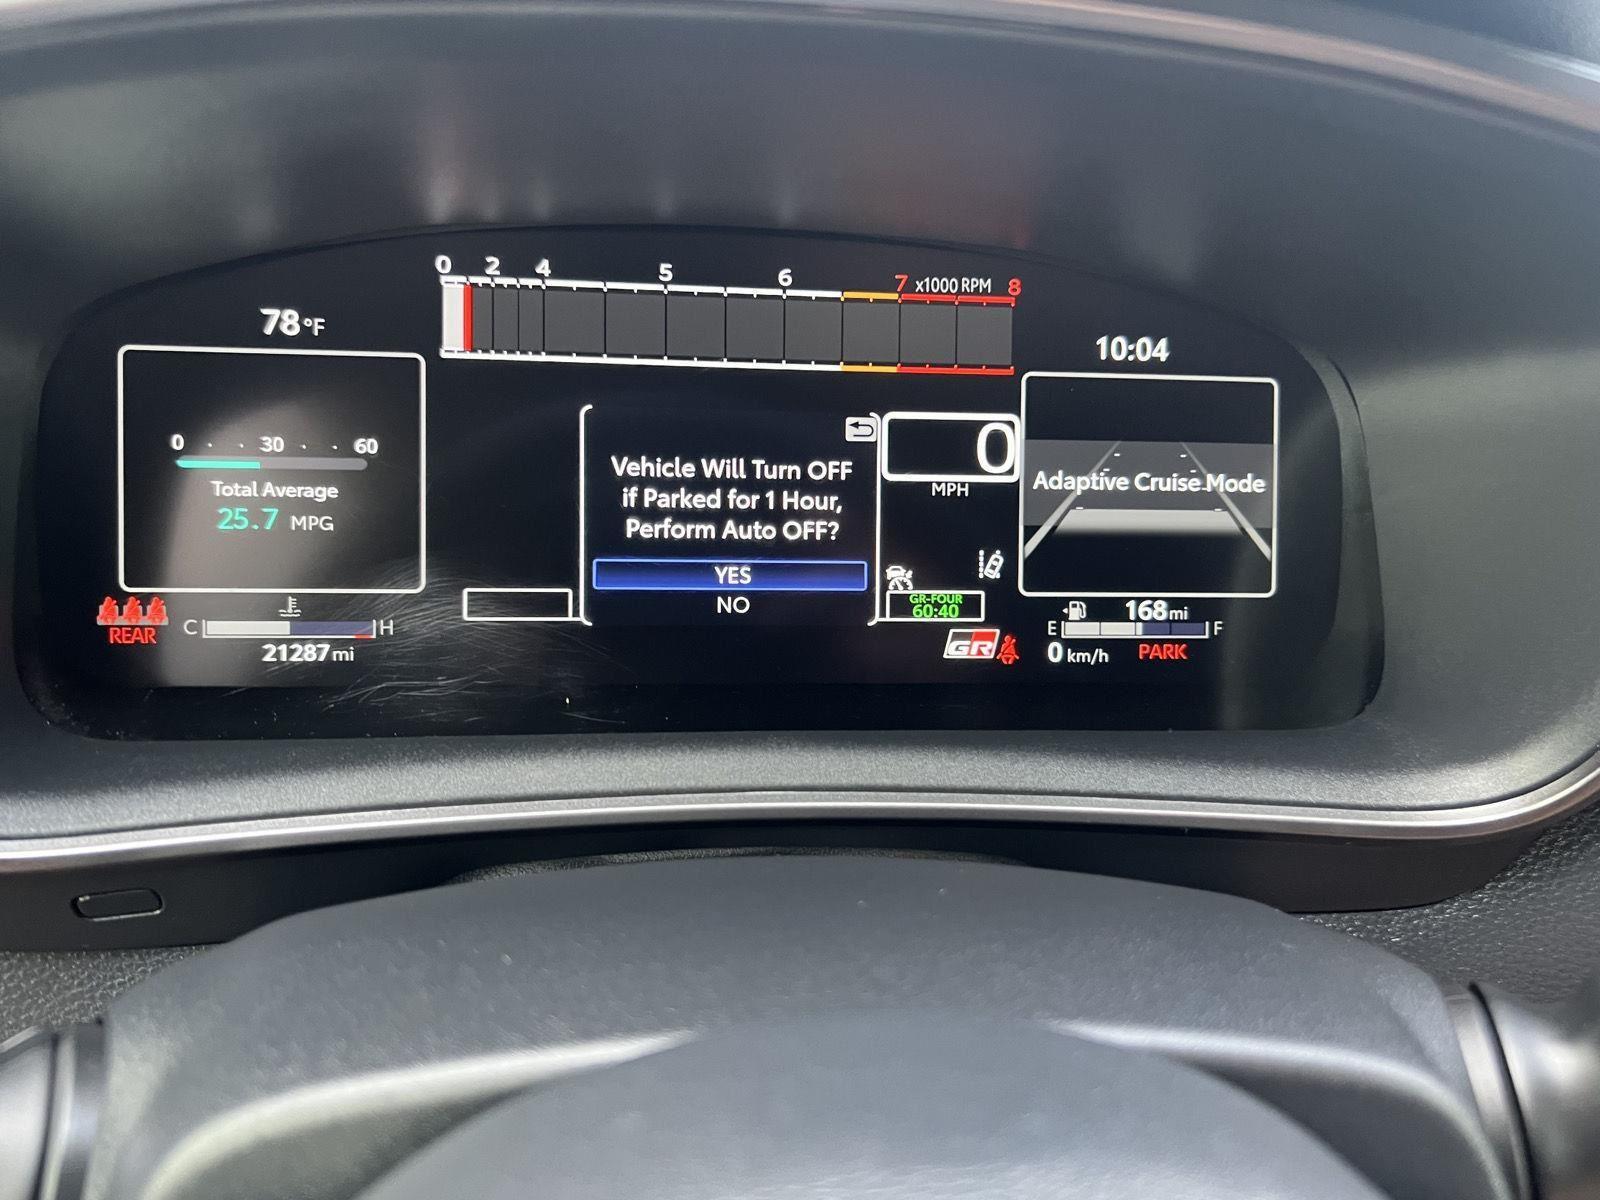 0 2 4 5 6 7 x1000 RPM 8
78°F
10:04
0 30 60
Total Average
25.7 MPG
Vehicle Will Turn OFF
if Parked for 1 Hour,
Perform Auto OFF?
YES
NO
0
MPH
Adaptive Cruise Mode
GR-FOUR
60:40
GR
REAR
C H
21287 mi
168 mi
E F
0 km/h PARK